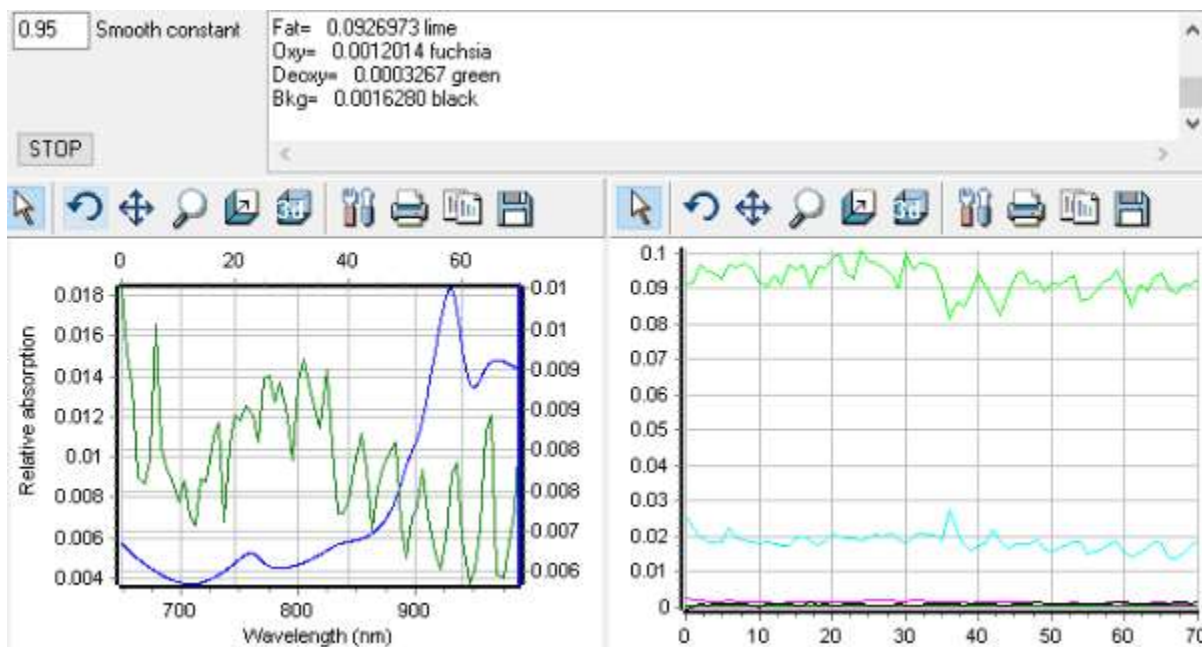 0.95 Smooth constant
Fat= 0.0926973 lime
Oxy= 0.0012014 fuchsia
Deoxy= 0.0003267 green
Bkg= 0.0016280 black
STOP
3d
3d
0 20 40 60
0.018
0.016
0.014
0.012
0.01
0.008
0.006
0.004
Relative absorption
0.01
0.01
0.009
0.009
0.008
0.008
0.007
0.006
700 800 900
Wavelength (nm)
0.1
0.09
0.08
0.07
0.06
0.05
0.04
0.03
0.02
0.01
0
0 10 20 30 40 50 60 70